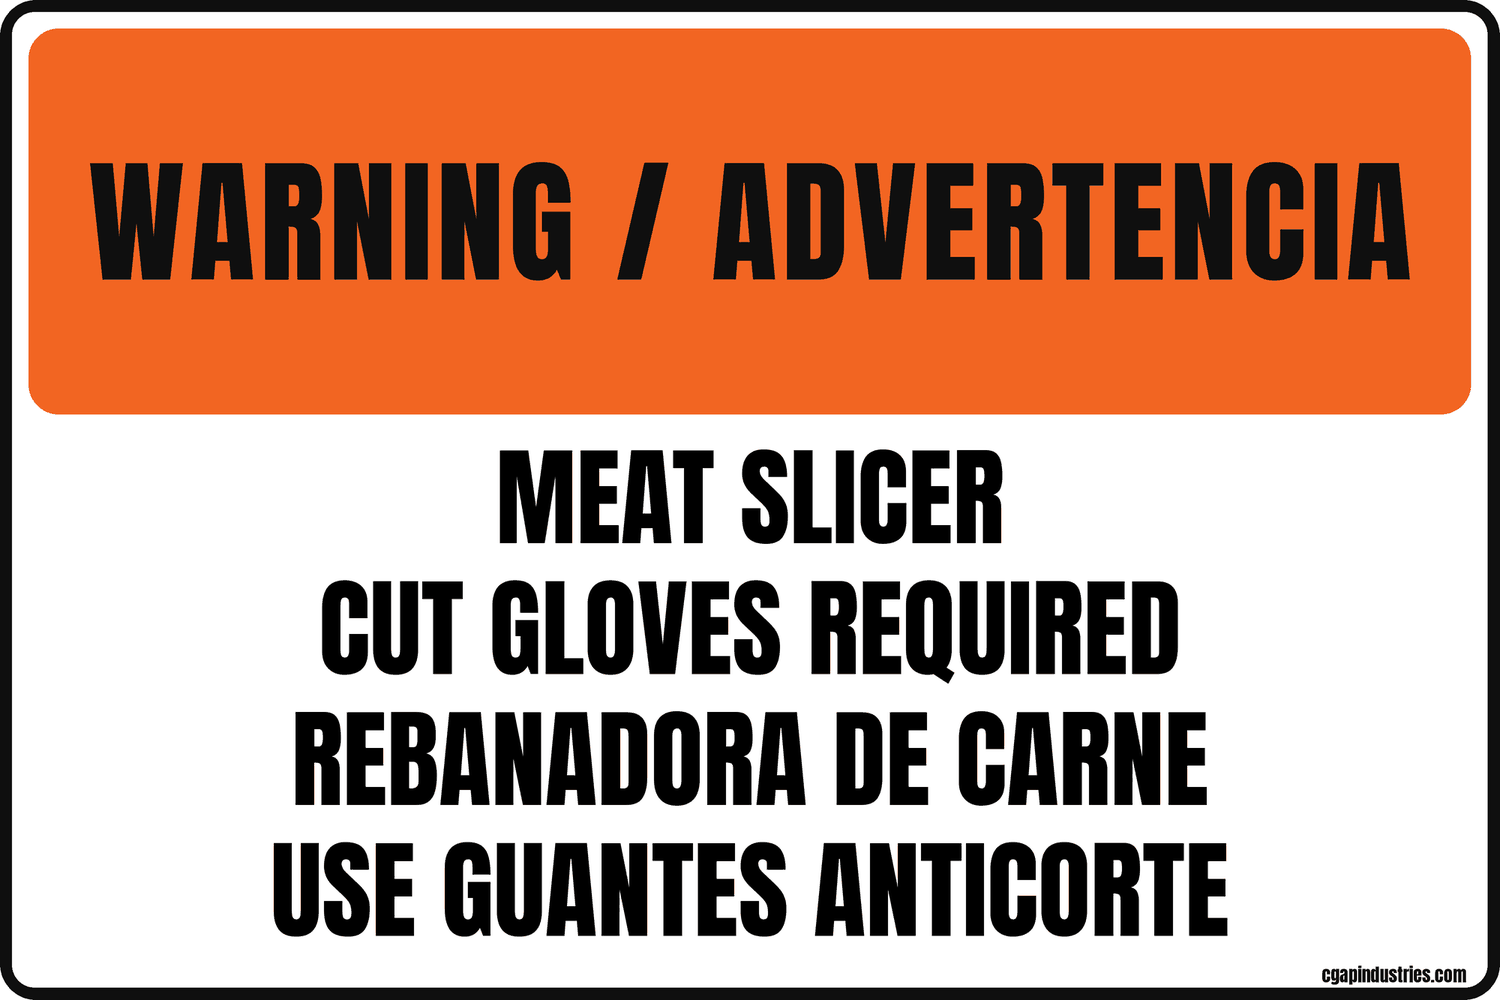 WARNING / ADVERTENCIA
MEAT SLICER
CUT GLOVES REQUIRED
REBANADORA DE CARNE
USE GUANTES ANTICORTE
cgapindustries.com